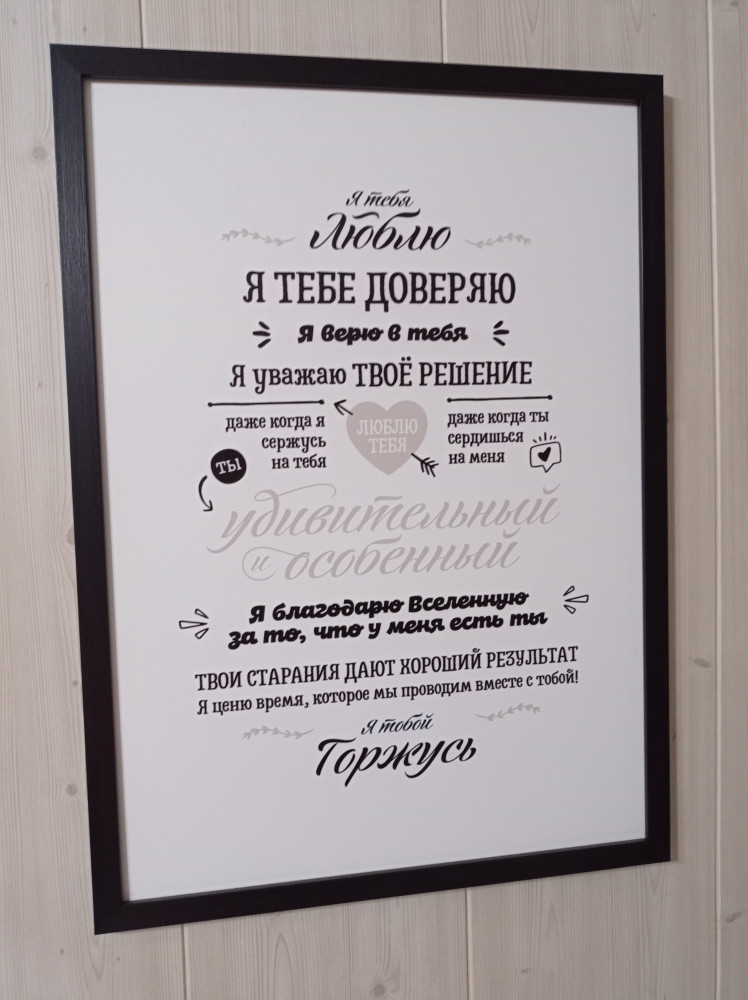 Я тебя
Люблю
Я ТЕБЕ ДОВЕРЯЮ
Я верю в тебя
Я уважаю ТВОЁ РЕШЕНИЕ
даже когда я
сержусь
на тебя
ЛЮБЛЮ
ТЕБЯ
даже когда ты
сердишься
на меня
ТЫ
удивительный
и особенный
Я благодарю Вселенную
за то, что у меня есть ты
ТВОИ СТАРАНИЯ ДАЮТ ХОРОШИЙ РЕЗУЛЬТАТ
Я ценю время, которое мы проводим вместе с тобой!
Я тобой
Горжусь